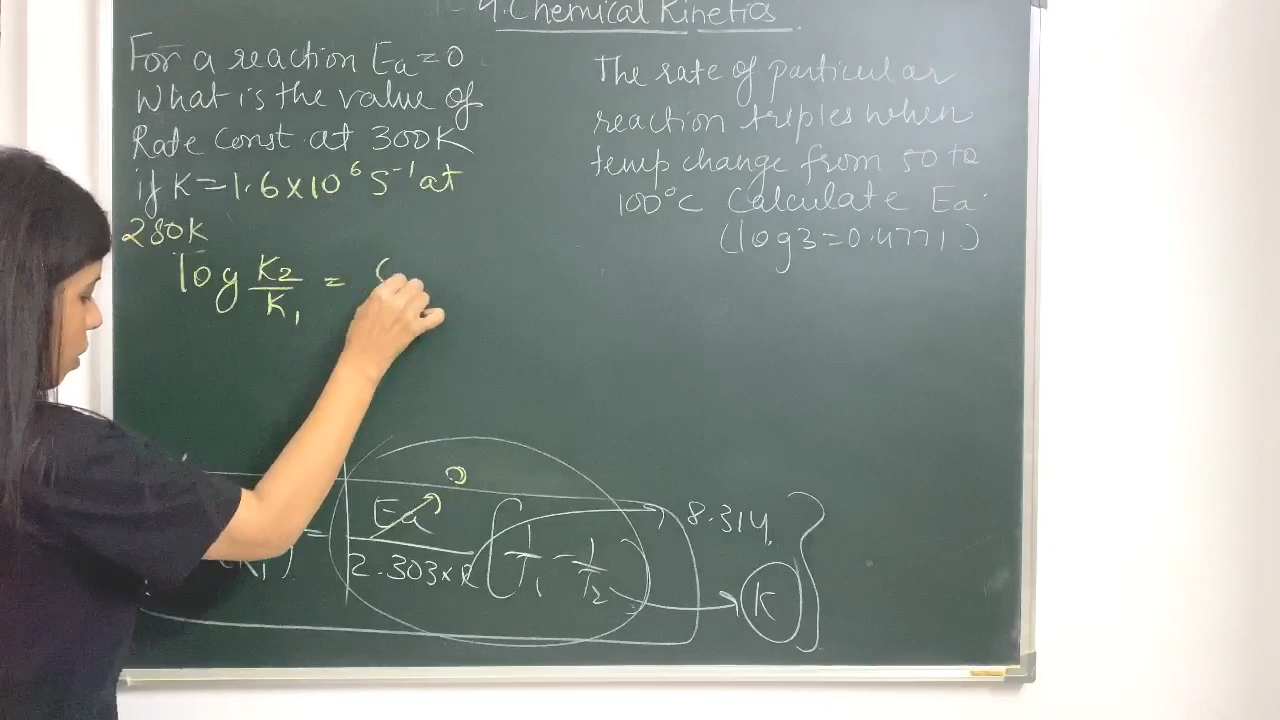 4. Chemical Kinetics
For a reaction Ea=0
What is the value of
Rate Const at 300K
if K=1.6×10⁶ S⁻¹ at
280K
log K2/K1 =
The rate of particular
reaction triples when
temp change from 50 to
100°C Calculate Ea.
(log3=0.4771)
(K1) = Ea 0 / 2.303×R [1/T1 - 1/T2]
8.314
K